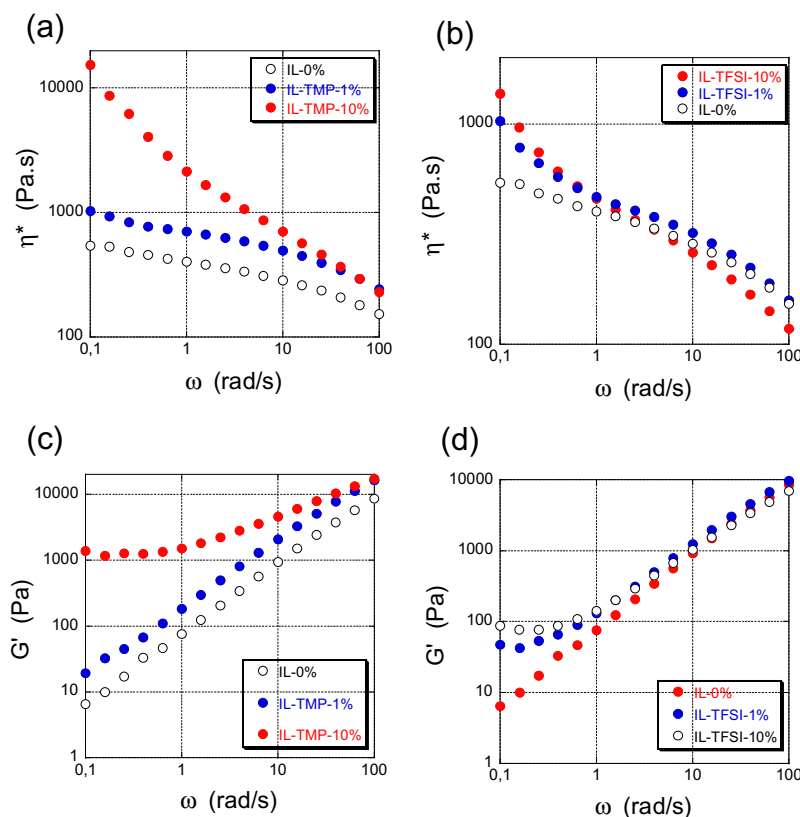 (a)
η* (Pa.s)
10000
1000
100
IL-0%
IL-TMP-1%
IL-TMP-10%
0,1 1 10 100
ω (rad/s)
(b)
η* (Pa.s)
1000
100
IL-TFSI-10%
IL-TFSI-1%
IL-0%
0,1 1 10 100
ω (rad/s)
(c)
G' (Pa)
10000
1000
100
10
1
IL-0%
IL-TMP-1%
IL-TMP-10%
0,1 1 10 100
ω (rad/s)
(d)
G' (Pa)
10000
1000
100
10
1
IL-0%
IL-TFSI-1%
IL-TFSI-10%
0,1 1 10 100
ω (rad/s)